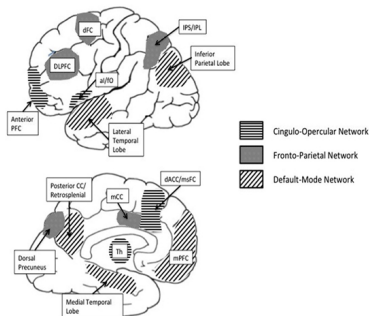 dFC
IPS/IPL
DLPFC
Inferior
Parietal Lobe
aI/fO
Anterior
PFC
Lateral
Temporal
Lobe
Cingulo-Opercular Network
Fronto-Parietal Network
Default-Mode Network
Posterior CC/
Retrosplenial
mCC
dACC/msFC
Th
Dorsal
Precuneus
mPFC
Medial Temporal
Lobe